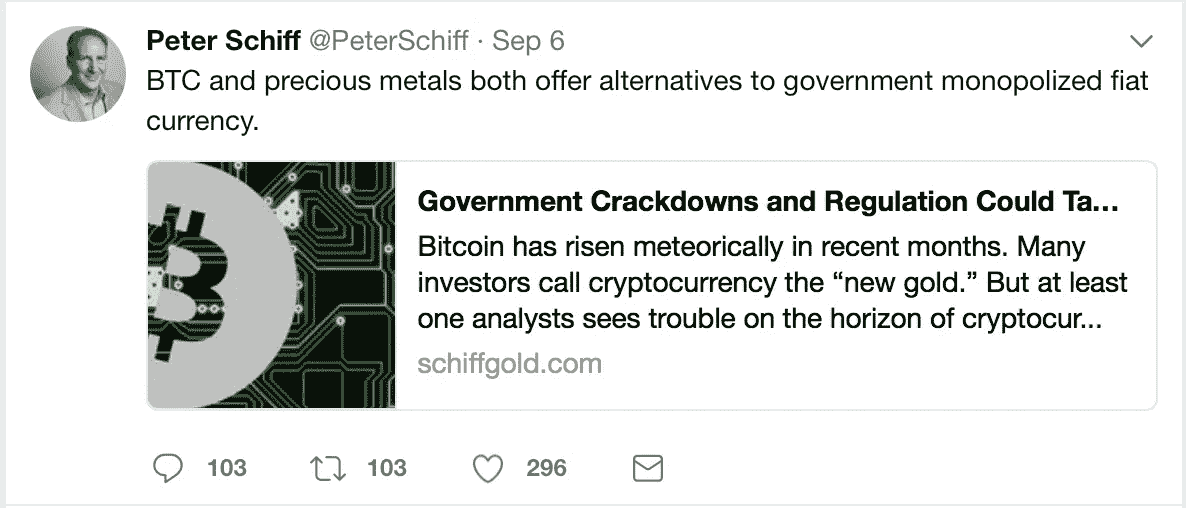 Peter Schiff @PeterSchiff · Sep 6
BTC and precious metals both offer alternatives to government monopolized fiat
currency.
Government Crackdowns and Regulation Could Ta...
Bitcoin has risen meteorically in recent months. Many
investors call cryptocurrency the “new gold.” But at least
one analysts sees trouble on the horizon of cryptocur...
schiffgold.com
103 103 296